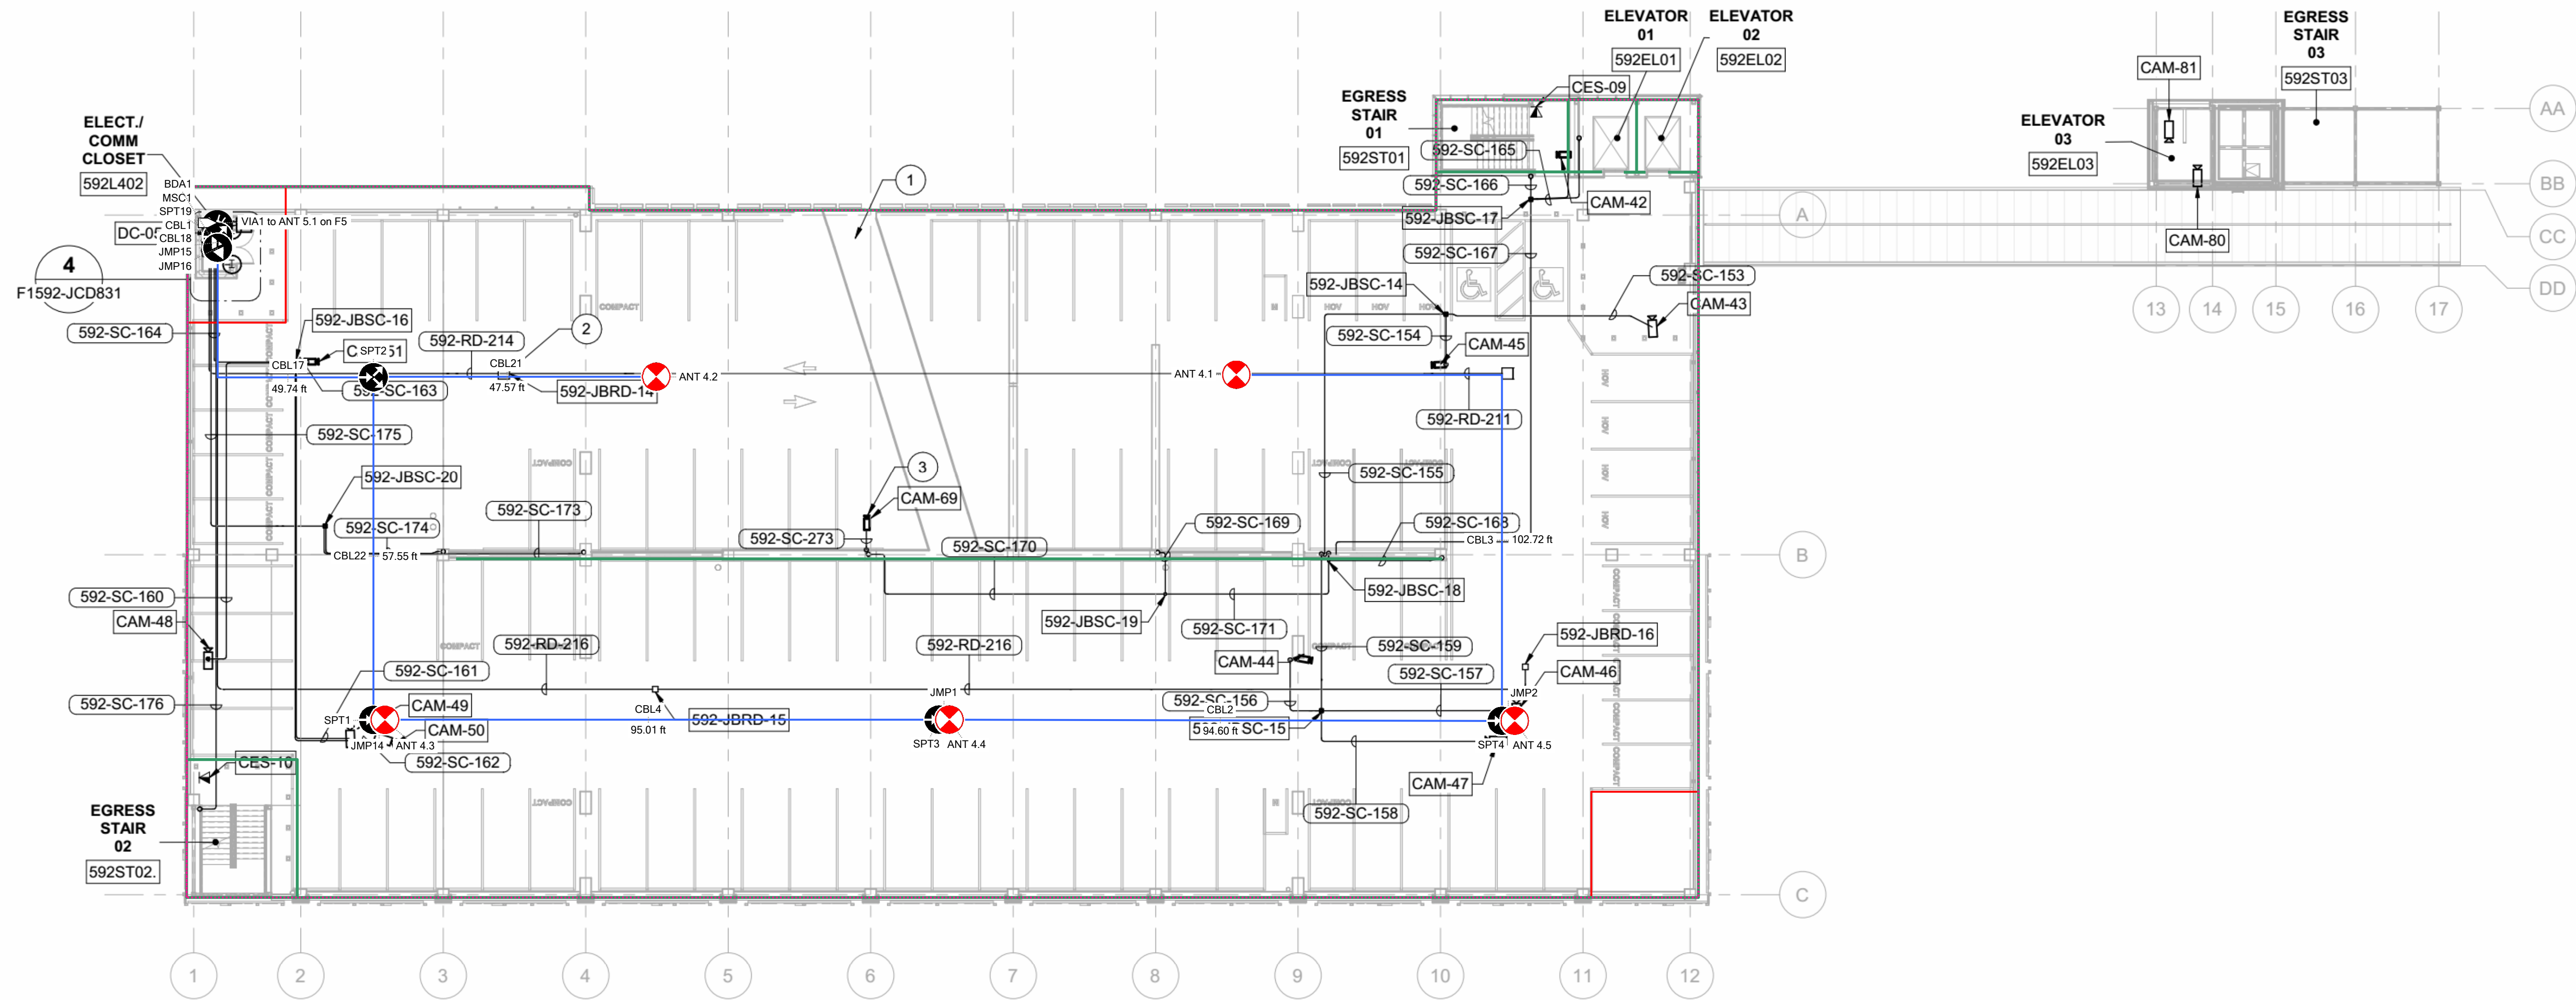 ELEVATOR
01
592EL01
ELEVATOR
02
592EL02
EGRESS
STAIR
03
592ST03
CAM-81
ELEVATOR
03
592EL03
CAM-80
AA
BB
CC
DD
13
14
15
16
17
EGRESS
STAIR
01
592ST01
CES-09
592-SC-165
592-SC-166
CAM-42
592-JBSC-17
592-SC-167
592-JBSC-14
592-SC-153
CAM-43
592-SC-154
CAM-45
A
ELECT./
COMM
CLOSET
592L402
BDA1
MSC1
SPT19
CBL1
CBL18
JMP15
JMP16
VIA1 to ANT 5.1 on F5
4
F1592-JCD831
1
2
3
592-SC-164
592-JBSC-16
592-RD-214
SPT2
CBL17
49.74 ft
592-SC-163
CBL21
47.57 ft
592-JBRD-14
ANT 4.2
ANT 4.1
592-RD-211
COMPACT
HOV
HOV
HOV
592-SC-175
592-JBSC-20
592-SC-174
592-SC-173
CBL22
57.55 ft
CAM-69
592-SC-273
592-SC-170
592-SC-169
592-SC-155
592-SC-168
CBL3
102.72 ft
B
592-JBSC-18
592-JBSC-19
592-SC-171
592-SC-160
CAM-48
592-RD-216
592-RD-216
592-SC-159
CAM-44
592-JBRD-16
CAM-46
592-SC-157
592-SC-161
592-SC-176
CAM-49
CAM-50
SPT1
JMP14
ANT 4.3
592-SC-162
CBL4
95.01 ft
592-JBRD-15
JMP1
SPT3
ANT 4.4
592-SC-156
CBL2
94.60 ft
JMP2
SPT4
ANT 4.5
CAM-47
592-SC-158
CES-10
EGRESS
STAIR
02
592ST02.
C
1
2
3
4
5
6
7
8
9
10
11
12